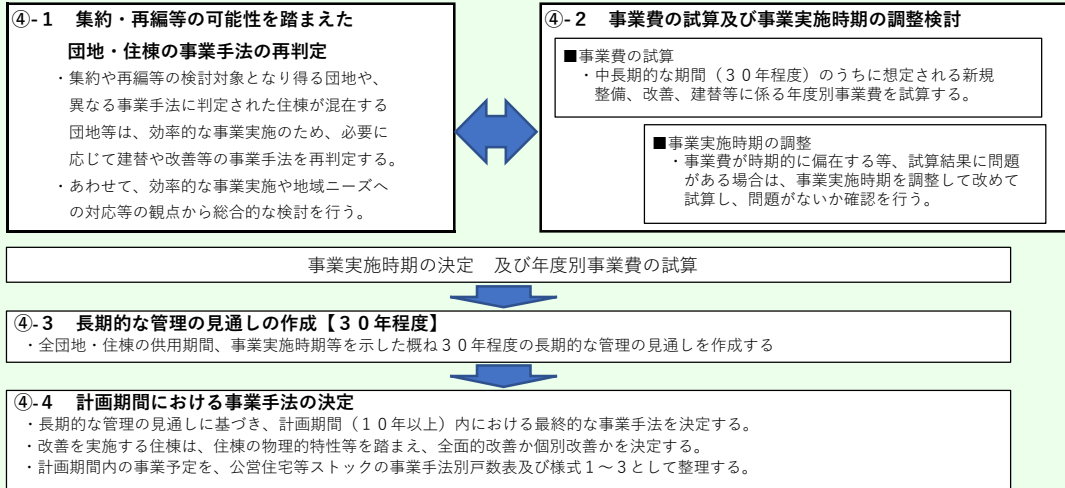 ④-１　集約・再編等の可能性を踏まえた
団地・住棟の事業手法の再判定
・集約や再編等の検討対象となり得る団地や、
異なる事業手法に判定された住棟が混在する
団地等は、効率的な事業実施のため、必要に
応じて建替や改善等の事業手法を再判定する。
・あわせて、効率的な事業実施や地域ニーズへ
の対応等の観点から総合的な検討を行う。
④-２　事業費の試算及び事業実施時期の調整検討
■事業費の試算
・中長期的な期間（３０年程度）のうちに想定される新規
整備、改善、建替等に係る年度別事業費を試算する。
■事業実施時期の調整
・事業費が時期的に偏在する等、試算結果に問題
がある場合は、事業実施時期を調整して改めて
試算し、問題がないか確認を行う。
事業実施時期の決定　及び年度別事業費の試算
④-３　長期的な管理の見通しの作成【３０年程度】
・全団地・住棟の供用期間、事業実施時期等を示した概ね３０年程度の長期的な管理の見通しを作成する
④-４　計画期間における事業手法の決定
・長期的な管理の見通しに基づき、計画期間（１０年以上）内における最終的な事業手法を決定する。
・改善を実施する住棟は、住棟の物理的特性等を踏まえ、全面的改善か個別改善かを決定する。
・計画期間内の事業予定を、公営住宅等ストックの事業手法別戸数表及び様式１～３として整理する。